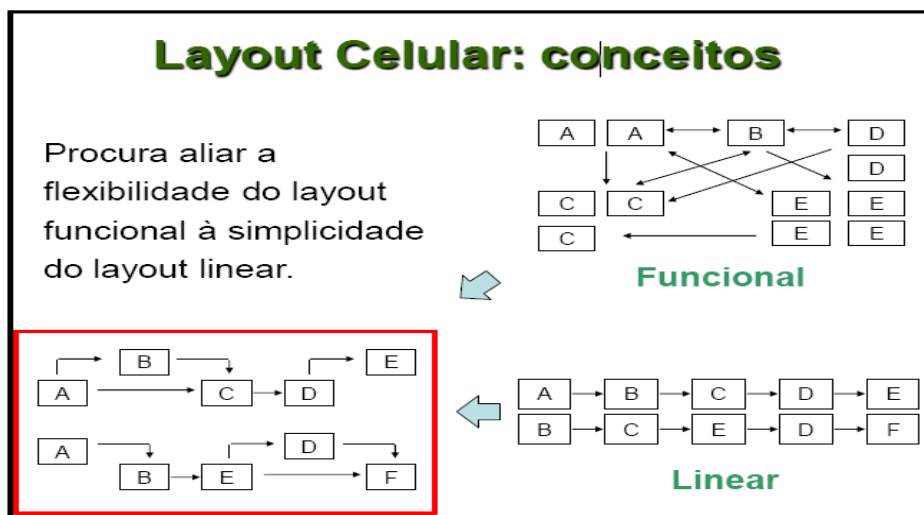 Layout Celular: conceitos
Procura aliar a
flexibilidade do layout
funcional à simplicidade
do layout linear.
A A B D
D
C C E E
C E E
Funcional
B E
A C D
A D
B E F
A B C D E
B C E D F
Linear